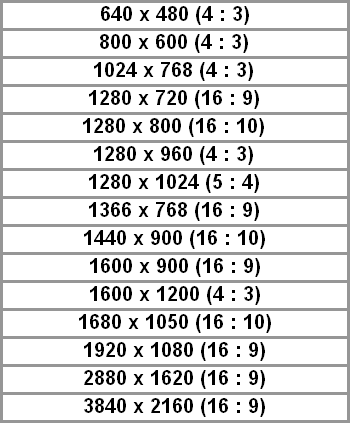 640 x 480 (4 : 3)
800 x 600 (4 : 3)
1024 x 768 (4 : 3)
1280 x 720 (16 : 9)
1280 x 800 (16 : 10)
1280 x 960 (4 : 3)
1280 x 1024 (5 : 4)
1366 x 768 (16 : 9)
1440 x 900 (16 : 10)
1600 x 900 (16 : 9)
1600 x 1200 (4 : 3)
1680 x 1050 (16 : 10)
1920 x 1080 (16 : 9)
2880 x 1620 (16 : 9)
3840 x 2160 (16 : 9)